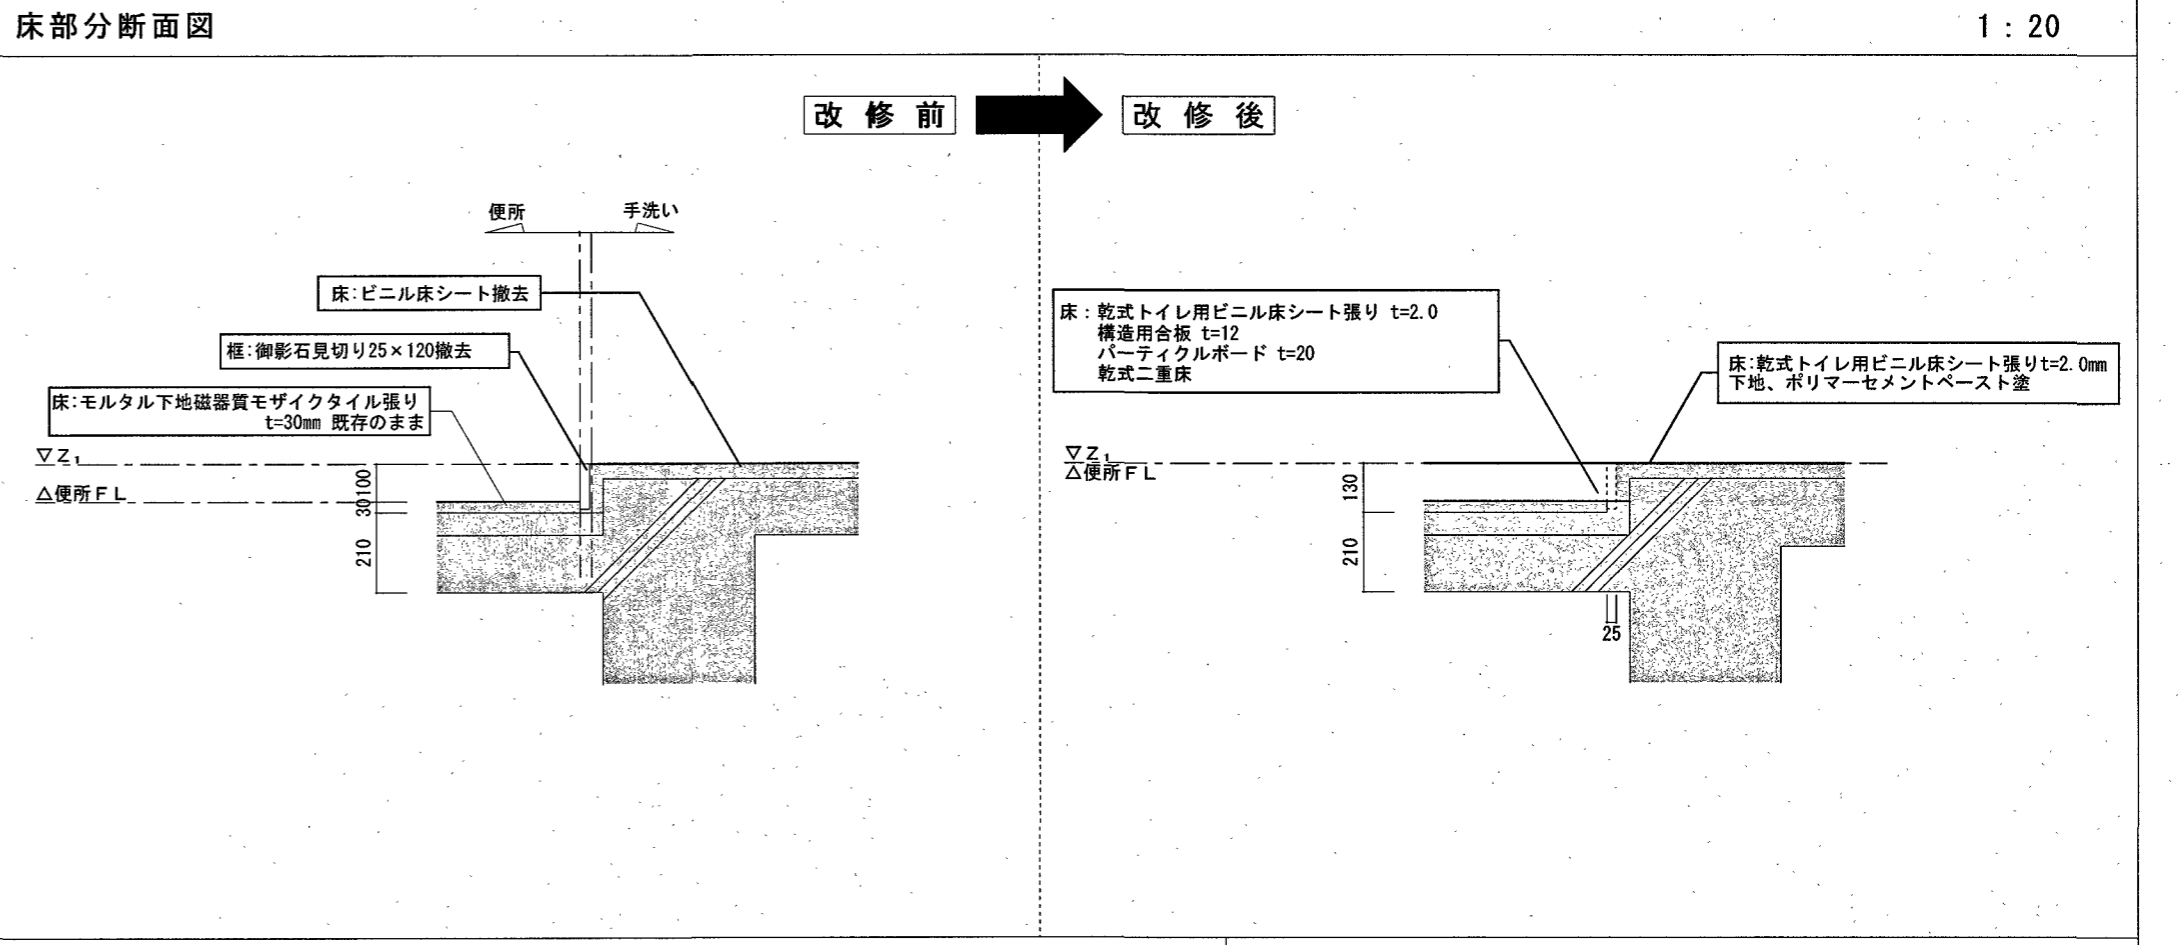 床部分断面図
1：20
改修前
改修後
便所
手洗い
床：ビニル床シート撤去
框：御影石見切り25×120撤去
床：モルタル下地磁器質モザイクタイル張り
t=30mm 既存のまま
▽Z₁
△便所ＦＬ
100
30
210
床：乾式トイレ用ビニル床シート張り t=2.0
構造用合板 t=12
パーティクルボード t=20
乾式二重床
床：乾式トイレ用ビニル床シート張りt=2.0mm
下地、ポリマーセメントペースト塗
▽Z₁
△便所ＦＬ
130
210
25